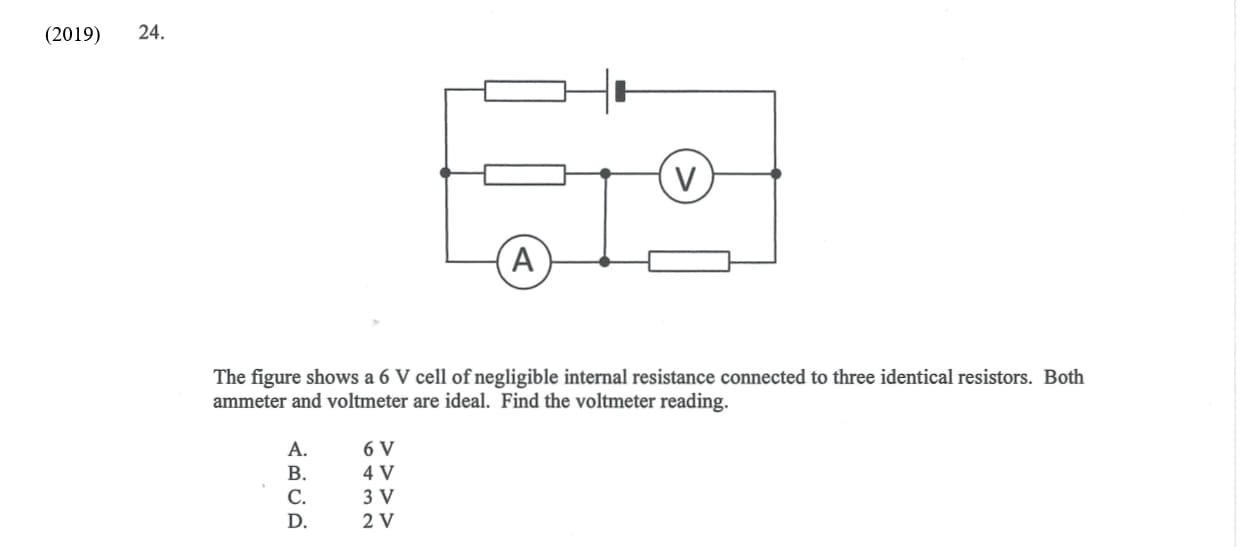 (2019) 24.
V
A
The figure shows a 6 V cell of negligible internal resistance connected to three identical resistors. Both
ammeter and voltmeter are ideal. Find the voltmeter reading.
A. 6 V
B. 4 V
C. 3 V
D. 2 V